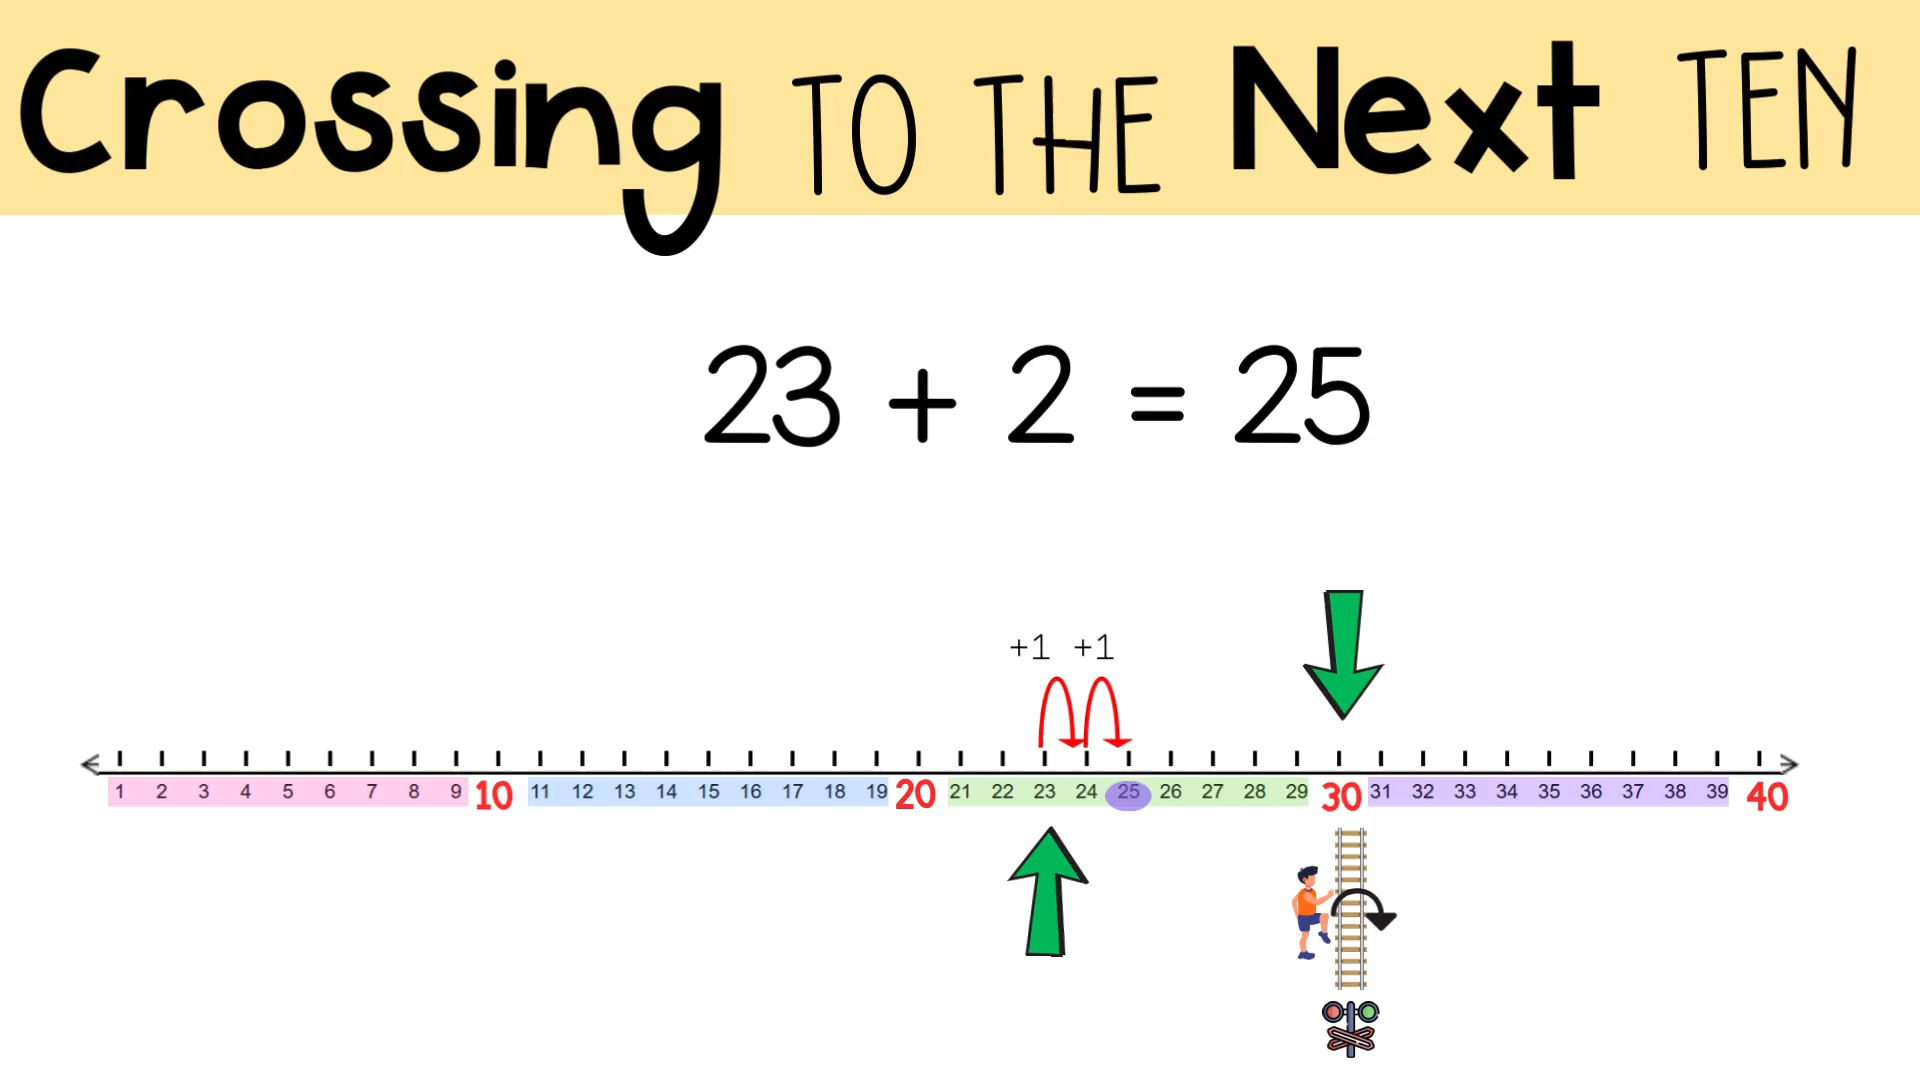 Crossing TO THE Next TEN
23 + 2 = 25
+1 +1
1 2 3 4 5 6 7 8 9 10 11 12 13 14 15 16 17 18 19 20 21 22 23 24 25 26 27 28 29 30 31 32 33 34 35 36 37 38 39 40